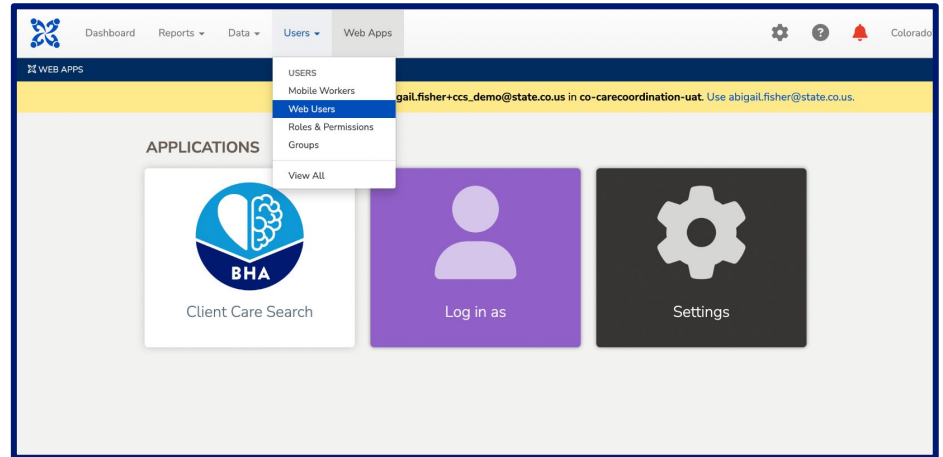 Dashboard Reports Data Users Web Apps Colorado
WEB APPS
USERS
Mobile Workers
Web Users
Roles & Permissions
Groups
View All
gail.fisher+ccs_demo@state.co.us in co-carecoordination-uat. Use abigail.fisher@state.co.us.
APPLICATIONS
BHA
Client Care Search
Log in as
Settings